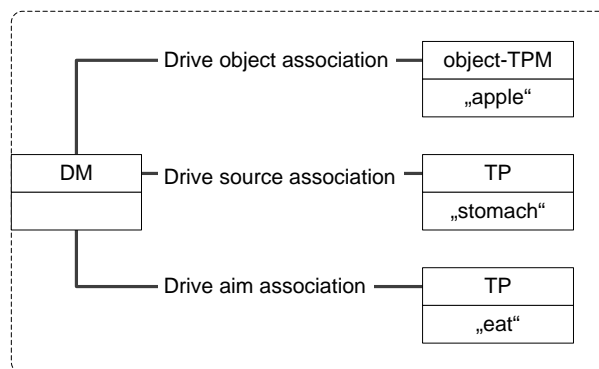 Drive object association
object-TPM
„apple“
DM
Drive source association
TP
„stomach“
Drive aim association
TP
„eat“